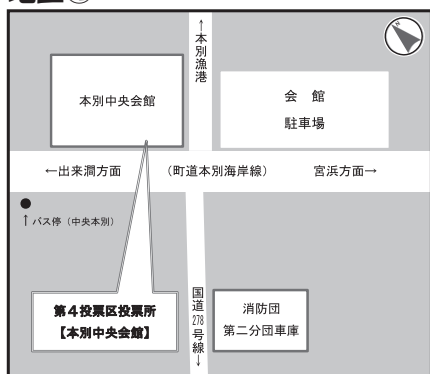 ↑本別漁港
本別中央会館
会館
駐車場
←出来澗方面
(町道本別海岸線)
宮浜方面→
↑バス停(中央本別)
第4投票区投票所
【本別中央会館】
国道278号線↓
消防団
第二分団車庫